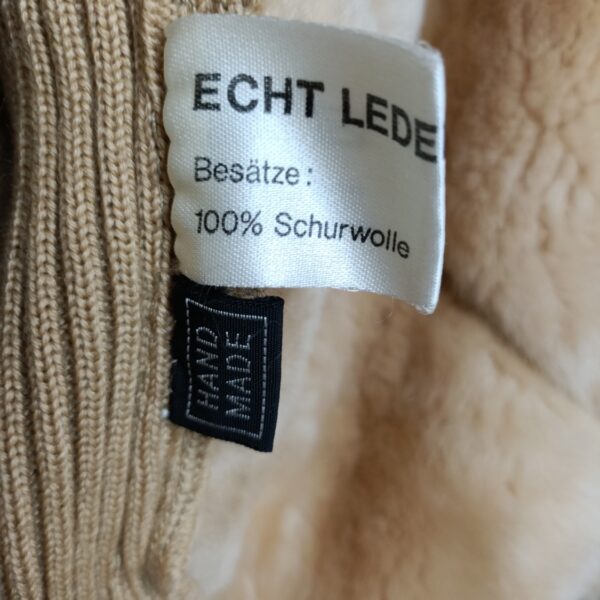 ECHT LEDE
Besätze:
100% Schurwolle
HAND
MADE